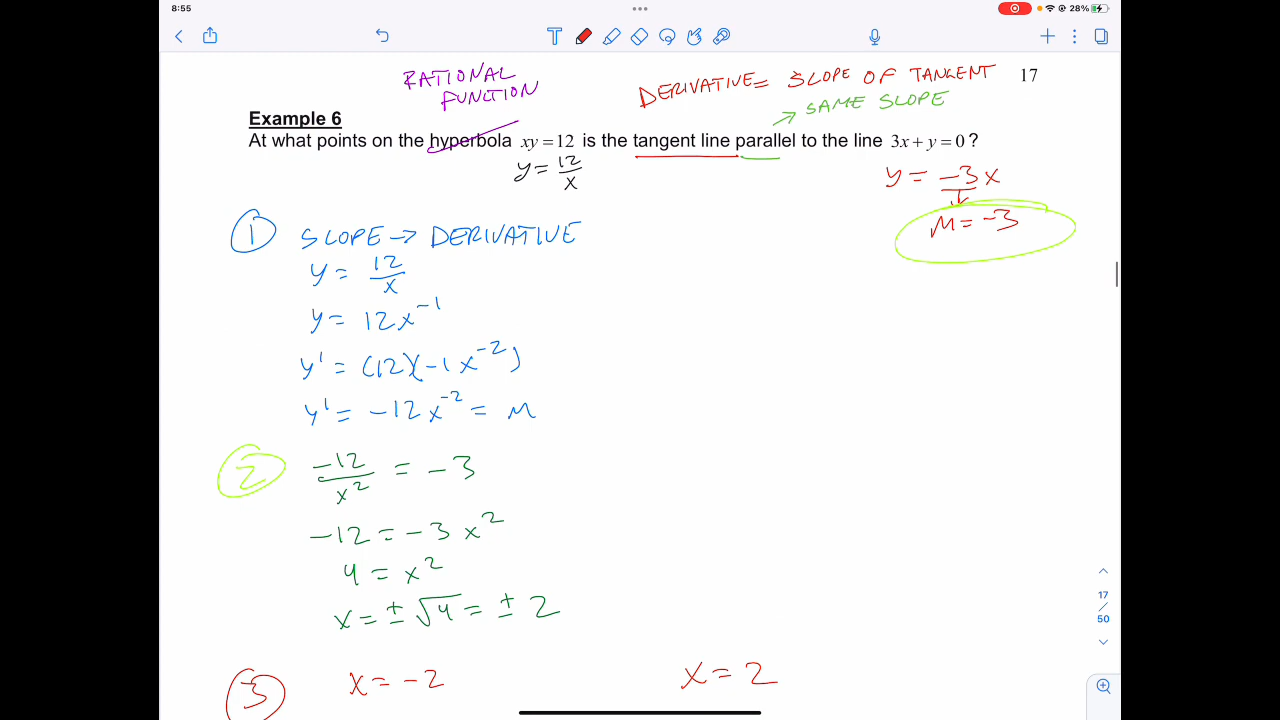 8:55
28%
T
RATIONAL FUNCTION
DERIVATIVE = SLOPE OF TANGENT
17
→ SAME SLOPE
Example 6
At what points on the hyperbola xy = 12 is the tangent line parallel to the line 3x + y = 0 ?
y = 12/x
y = -3x
M = -3
1 SLOPE → DERIVATIVE
y = 12/x
y = 12x^-1
y' = (12)(-1x^-2)
y' = -12x^-2 = M
2 -12/x^2 = -3
-12 = -3x^2
4 = x^2
x = ±√4 = ±2
17
/
50
3 x = -2 x = 2